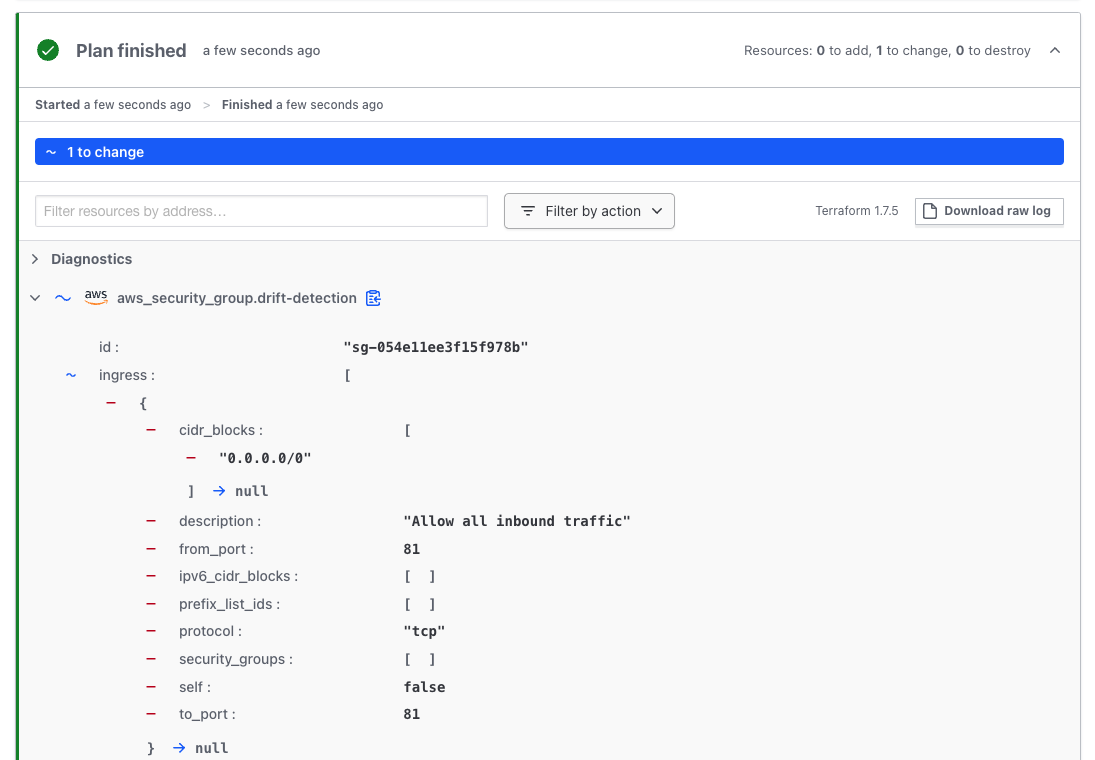 Plan finished a few seconds ago Resources: 0 to add, 1 to change, 0 to destroy
Started a few seconds ago > Finished a few seconds ago
~ 1 to change
Filter resources by address... Filter by action Terraform 1.7.5 Download raw log
Diagnostics
aws aws_security_group.drift-detection
id : "sg-054e11ee3f15f978b"
~ ingress : [
− {
− cidr_blocks : [
− "0.0.0.0/0"
] → null
− description : "Allow all inbound traffic"
− from_port : 81
− ipv6_cidr_blocks : [ ]
− prefix_list_ids : [ ]
− protocol : "tcp"
− security_groups : [ ]
− self : false
− to_port : 81
} → null